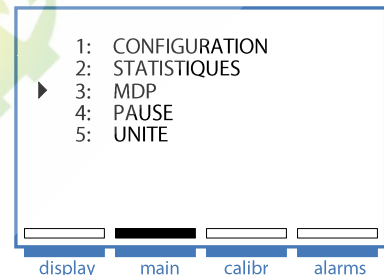 1: CONFIGURATION
2: STATISTIQUES
3: MDP
4: PAUSE
5: UNITE
display main calibr alarms